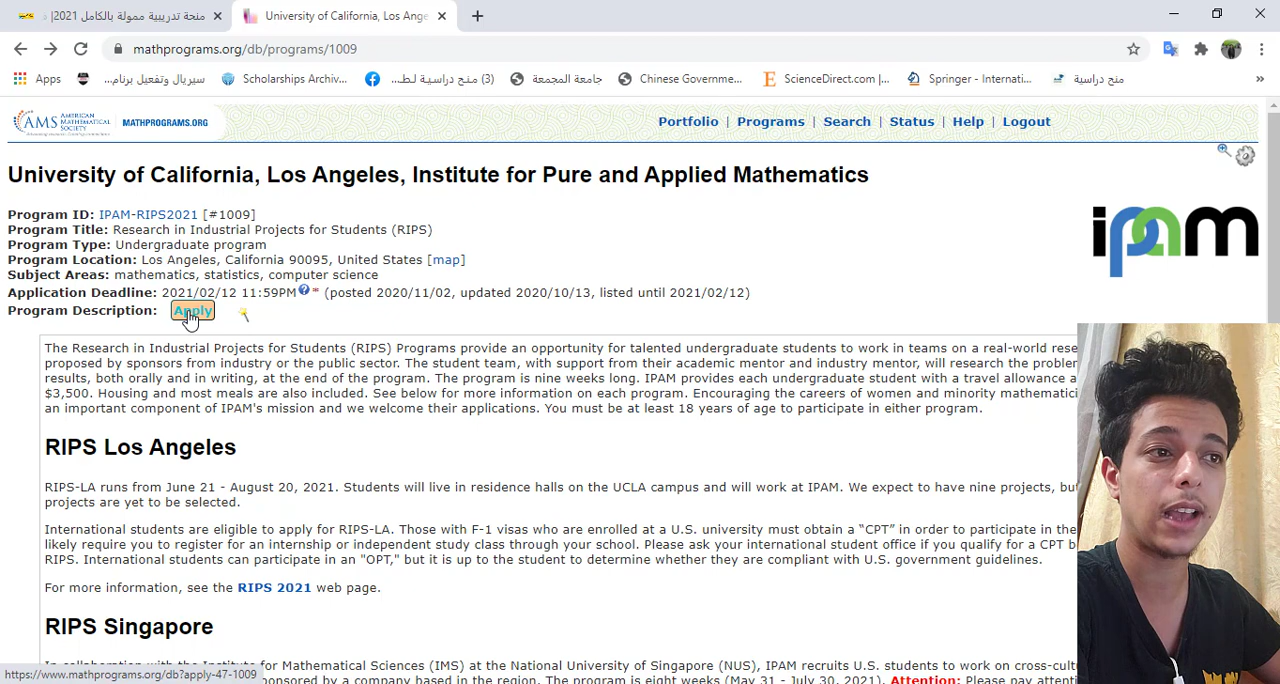 منحة تدريبية ممولة بالكامل 2021|
University of California, Los Ange
mathprograms.org/db/programs/1009
Apps
سيريال وتفعيل برنام...
Scholarships Archiv...
(3) منح دراسية لط...
جامعة المجمعة
Chinese Governme...
ScienceDirect.com |...
Springer - Internati...
منح دراسية
»
AMS AMERICAN MATHEMATICAL SOCIETY
MATHPROGRAMS.ORG
Portfolio | Programs | Search | Status | Help | Logout
University of California, Los Angeles, Institute for Pure and Applied Mathematics
ipam
Program ID: IPAM-RIPS2021 [#1009]
Program Title: Research in Industrial Projects for Students (RIPS)
Program Type: Undergraduate program
Program Location: Los Angeles, California 90095, United States [map]
Subject Areas: mathematics, statistics, computer science
Application Deadline: 2021/02/12 11:59PM * (posted 2020/11/02, updated 2020/10/13, listed until 2021/02/12)
Program Description: Apply
The Research in Industrial Projects for Students (RIPS) Programs provide an opportunity for talented undergraduate students to work in teams on a real-world rese
proposed by sponsors from industry or the public sector. The student team, with support from their academic mentor and industry mentor, will research the problem
results, both orally and in writing, at the end of the program. The program is nine weeks long. IPAM provides each undergraduate student with a travel allowance a
$3,500. Housing and most meals are also included. See below for more information on each program. Encouraging the careers of women and minority mathematici
an important component of IPAM's mission and we welcome their applications. You must be at least 18 years of age to participate in either program.
RIPS Los Angeles
RIPS-LA runs from June 21 - August 20, 2021. Students will live in residence halls on the UCLA campus and will work at IPAM. We expect to have nine projects, bu
projects are yet to be selected.
International students are eligible to apply for RIPS-LA. Those with F-1 visas who are enrolled at a U.S. university must obtain a “CPT” in order to participate in the
likely require you to register for an internship or independent study class through your school. Please ask your international student office if you qualify for a CPT b
RIPS. International students can participate in an "OPT," but it is up to the student to determine whether they are compliant with U.S. government guidelines.
For more information, see the RIPS 2021 web page.
RIPS Singapore
In collaboration with the Institute for Mathematical Sciences (IMS) at the National University of Singapore (NUS), IPAM recruits U.S. students to work on cross-cultu
sponsored by a company based in the region. The program is eight weeks (May 31 - July 30, 2021). Attention: Please pay attenti
https://www.mathprograms.org/db?apply-47-1009